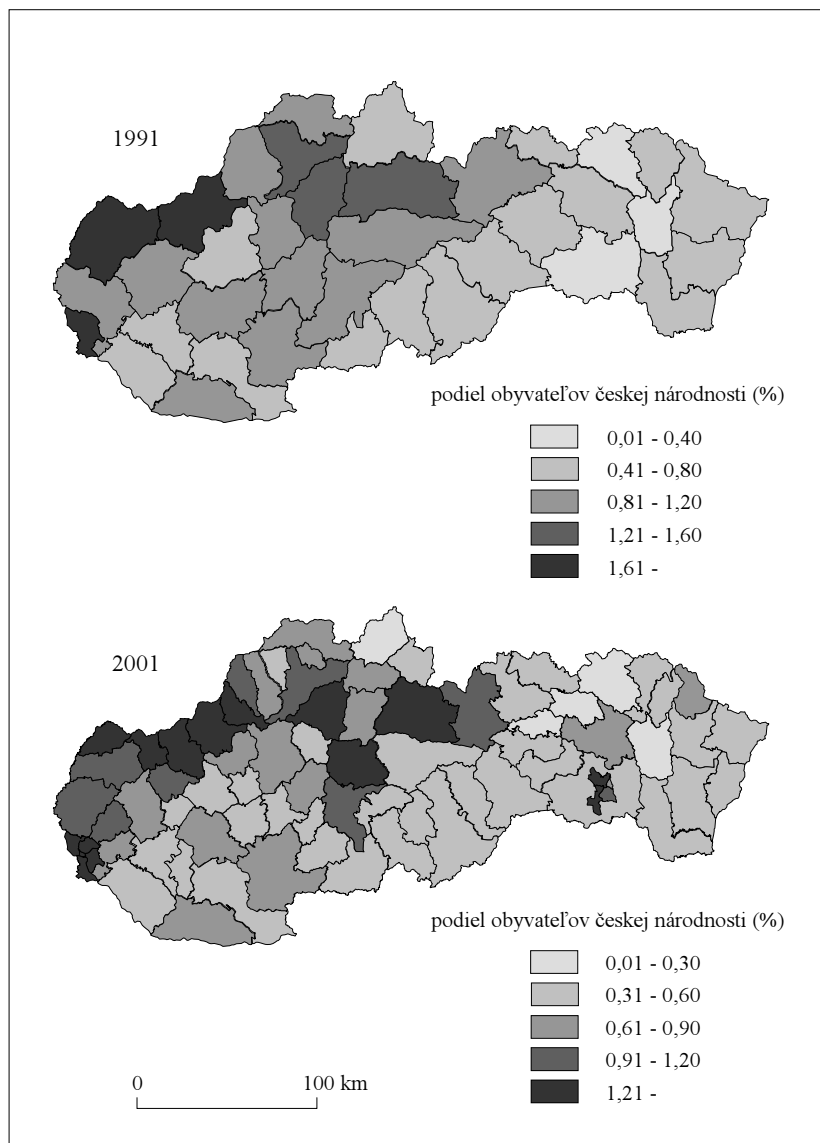 1991
podiel obyvateľov českej národnosti (%)
0,01 - 0,40
0,41 - 0,80
0,81 - 1,20
1,21 - 1,60
1,61 -
2001
podiel obyvateľov českej národnosti (%)
0,01 - 0,30
0,31 - 0,60
0,61 - 0,90
0,91 - 1,20
1,21 -
0 100 km